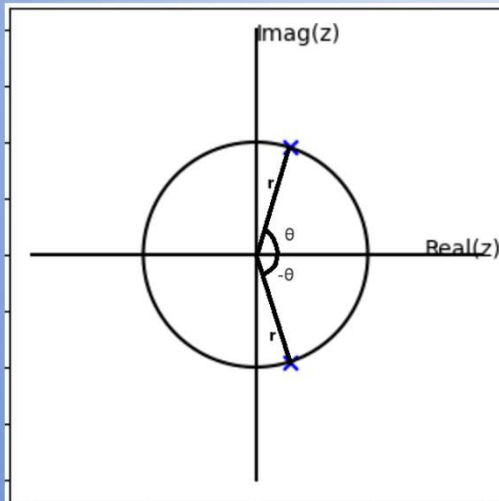 Imag(z)
r
θ
Real(z)
-θ
r